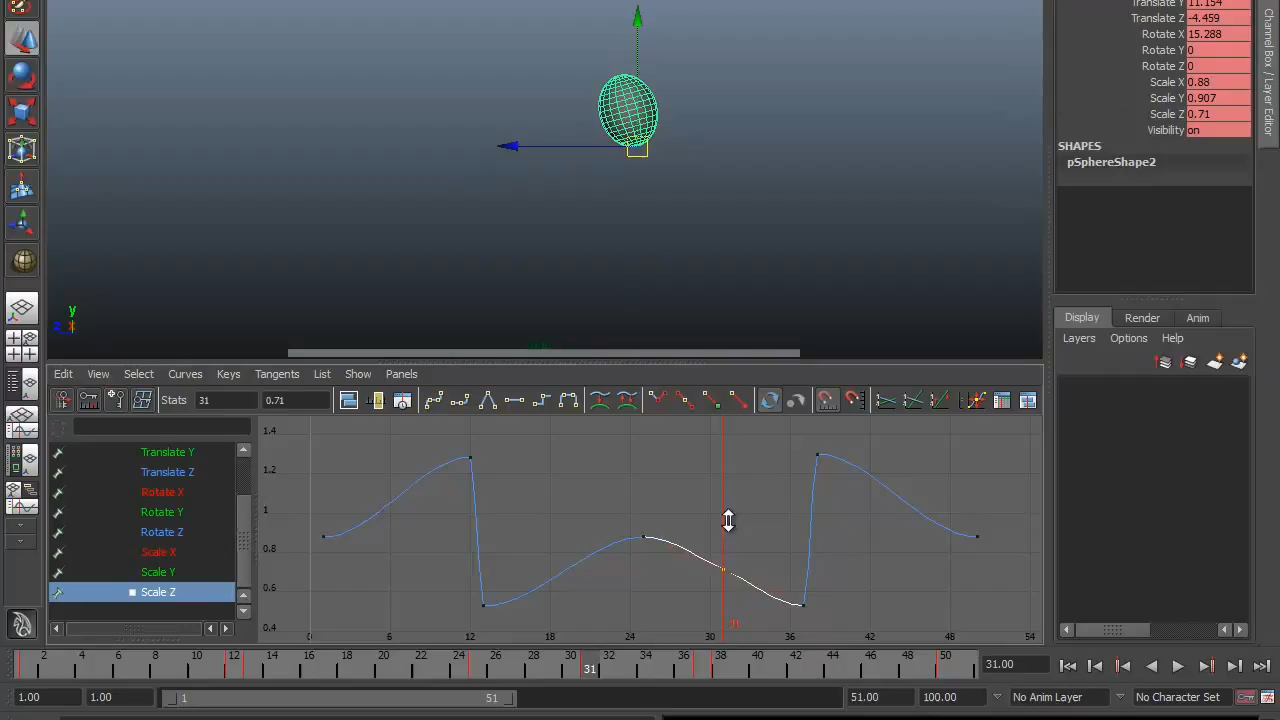 Translate Y 11.154
Translate Z -4.459
Rotate X 15.288
Rotate Y 0
Rotate Z 0
Scale X 0.88
Scale Y 0.907
Scale Z 0.71
Visibility on
SHAPES
pSphereShape2
Channel Box / Layer Editor
y
z x
Display Render Anim
Layers Options Help
Edit View Select Curves Keys Tangents List Show Panels
Stats 31 0.71
Translate Y
Translate Z
Rotate X
Rotate Y
Rotate Z
Scale X
Scale Y
Scale Z
1.4
1.2
1
0.8
0.6
0.4
0 6 12 18 24 30 36 42 48 54
31
2 4 6 8 10 12 14 16 18 20 22 24 26 28 30 32 34 36 38 40 42 44 46 48 50
31
31.00
1.00 1.00 1 51 51.00 100.00 No Anim Layer No Character Set